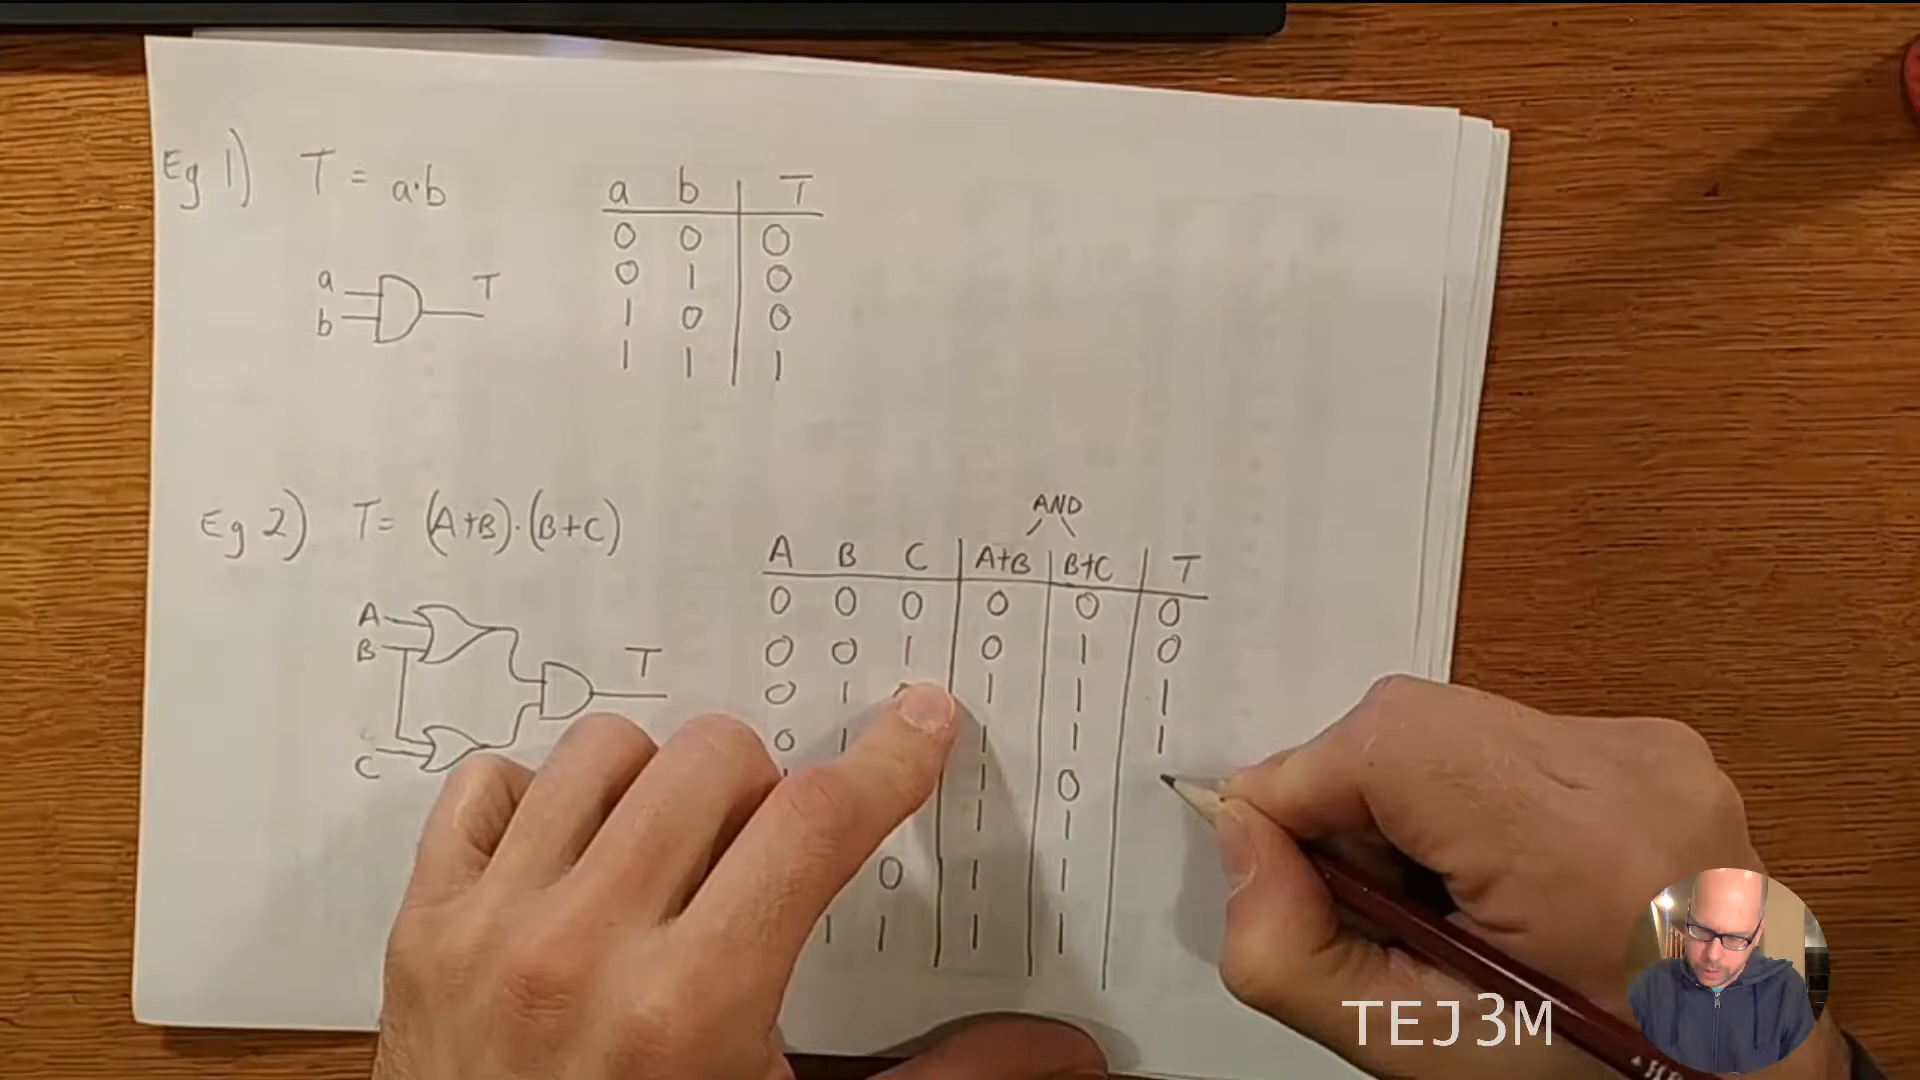 Eg 1) T = a·b
a b T
0 0 0
0 1 0
1 0 0
1 1 1
a
b
T
Eg 2) T= (A+B)·(B+C)
AND
A B C A+B B+C T
0 0 0 0 0 0
0 0 1 0 1 0
0 1 1 1 1
0 1 1 1 1
1 0
1 1
0 1 1
1 1 1 1
A
B
C
T
TEJ3M